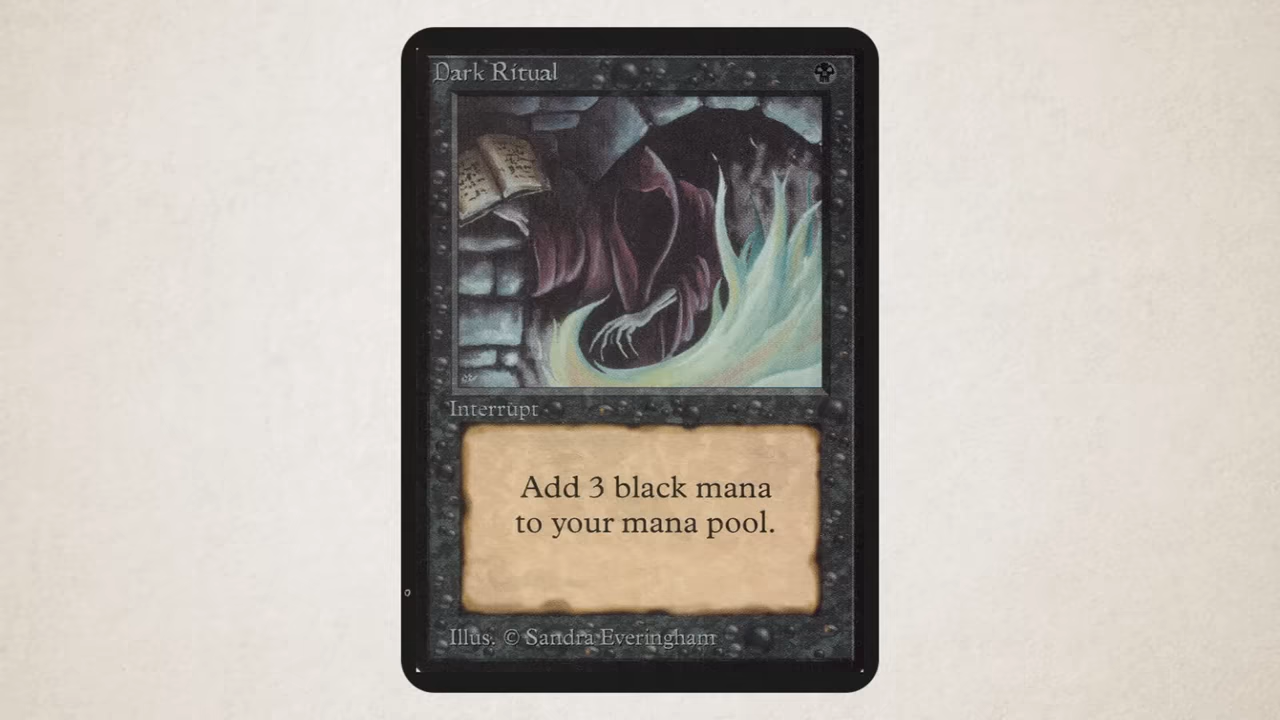 Dark Ritual
Interrupt
Add 3 black mana
to your mana pool.
Illus. © Sandra Everingham